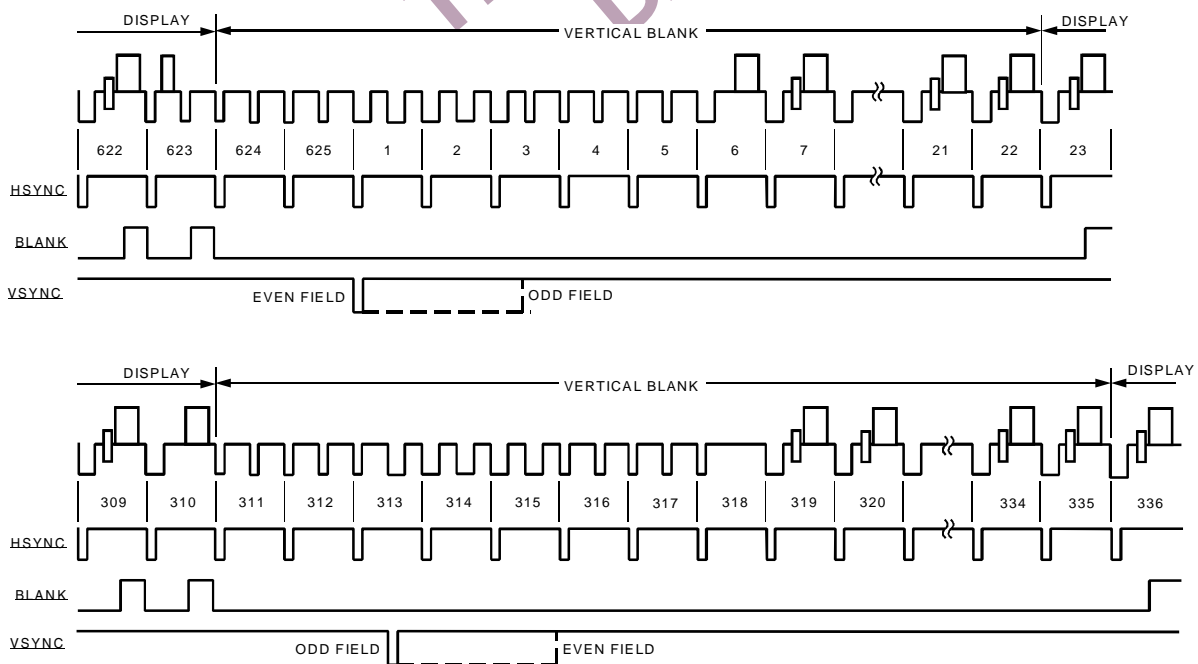 DISPLAY VERTICAL BLANK DISPLAY
622 623 624 625 1 2 3 4 5 6 7 21 22 23
HSYNC
BLANK
VSYNC EVEN FIELD ODD FIELD
DISPLAY VERTICAL BLANK DISPLAY
309 310 311 312 313 314 315 316 317 318 319 320 334 335 336
HSYNC
BLANK
VSYNC ODD FIELD EVEN FIELD